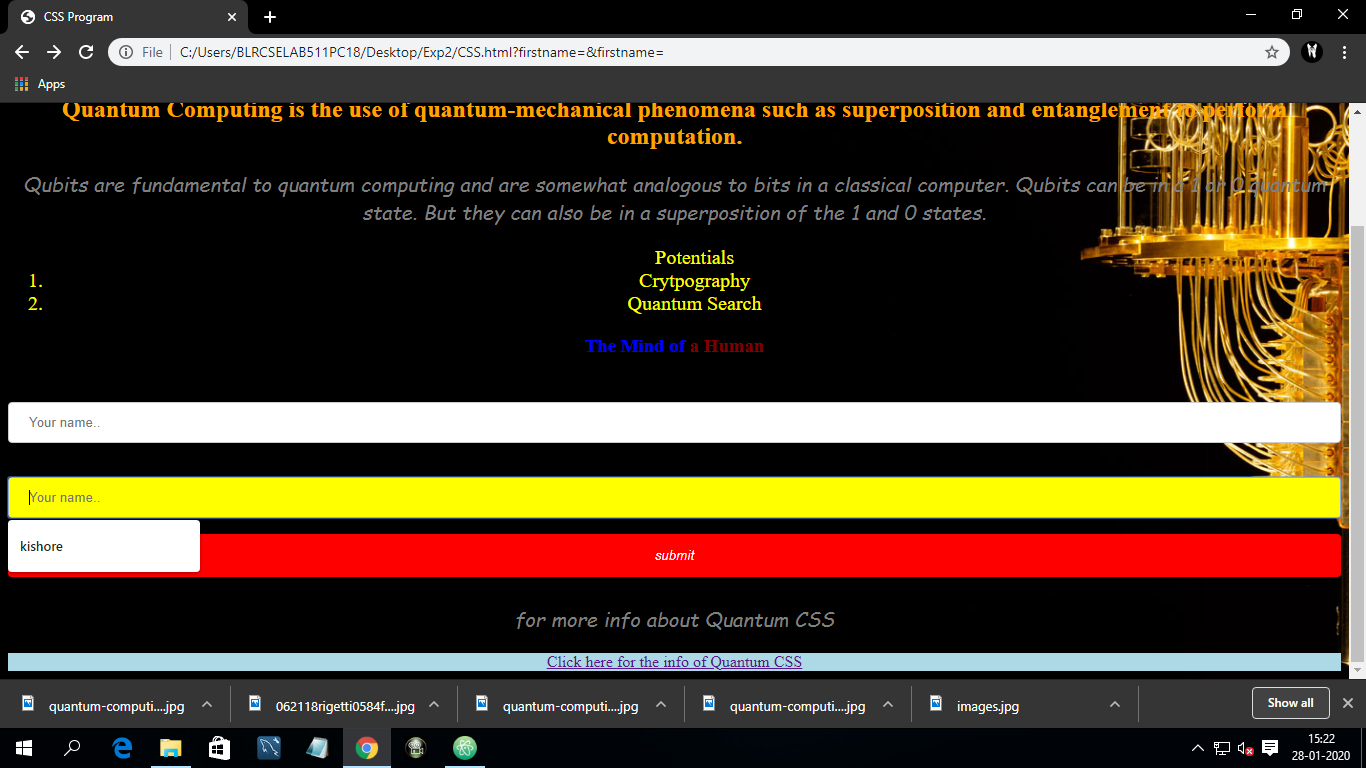 CSS Program
File
C:/Users/BLRCSELAB511PC18/Desktop/Exp2/CSS.html?firstname=&firstname=
Apps
Quantum Computing is the use of quantum-mechanical phenomena such as superposition and entanglement to perform
computation.
Qubits are fundamental to quantum computing and are somewhat analogous to bits in a classical computer. Qubits can be in a 1 or 0 quantum
state. But they can also be in a superposition of the 1 and 0 states.
Potentials
1. Crytpography
2. Quantum Search
The Mind of a Human
Your name..
Your name..
kishore
submit
for more info about Quantum CSS
Click here for the info of Quantum CSS
quantum-computi....jpg
062118rigetti0584f....jpg
quantum-computi....jpg
quantum-computi....jpg
images.jpg
Show all
15:22
28-01-2020